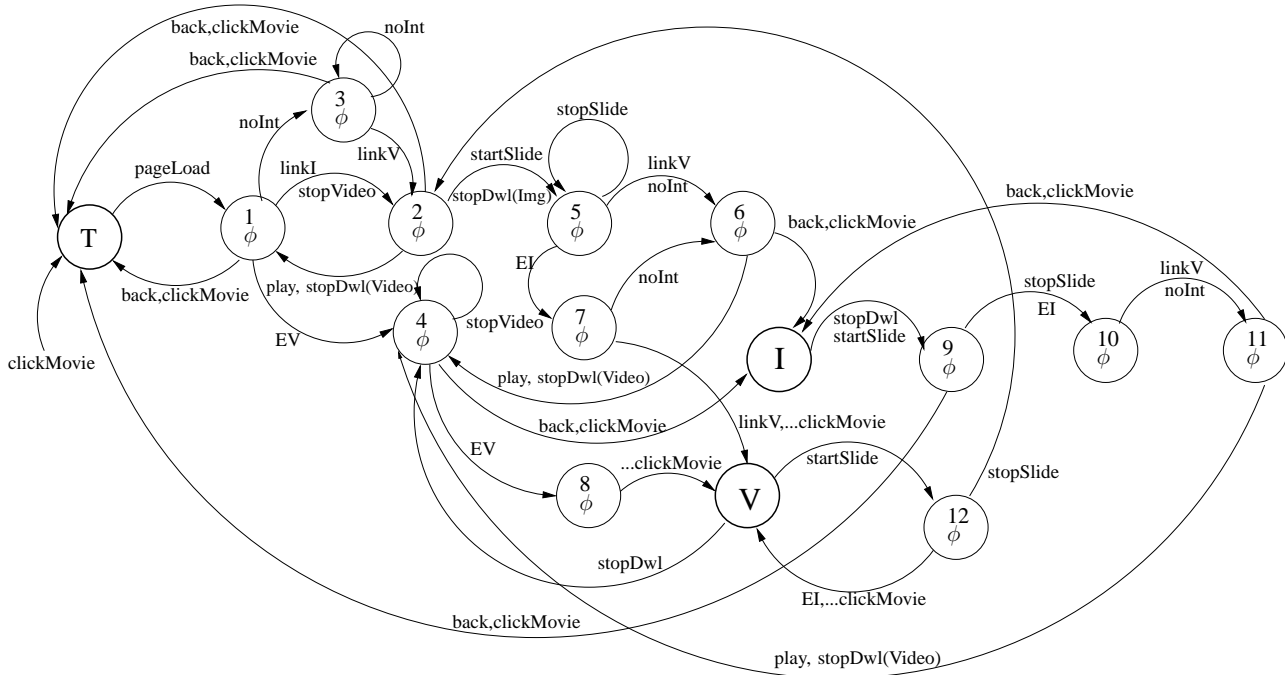 back,clickMovie
noInt
back,clickMovie
3
ϕ
stopSlide
noInt
linkV
startSlide
linkV
pageLoad
linkI
noInt
stopVideo
stopDwl(Img)
back,clickMovie
T
1
ϕ
2
ϕ
5
ϕ
6
ϕ
back,clickMovie
EI
noInt
linkV
noInt
back,clickMovie
play, stopDwl(Video)
stopSlide
EI
4
ϕ
stopVideo
7
ϕ
stopDwl
startSlide
clickMovie
EV
I
9
ϕ
10
ϕ
11
ϕ
play, stopDwl(Video)
back,clickMovie
linkV,...clickMovie
EV
...clickMovie
startSlide
stopSlide
8
ϕ
V
12
ϕ
stopDwl
EI,...clickMovie
back,clickMovie
play, stopDwl(Video)